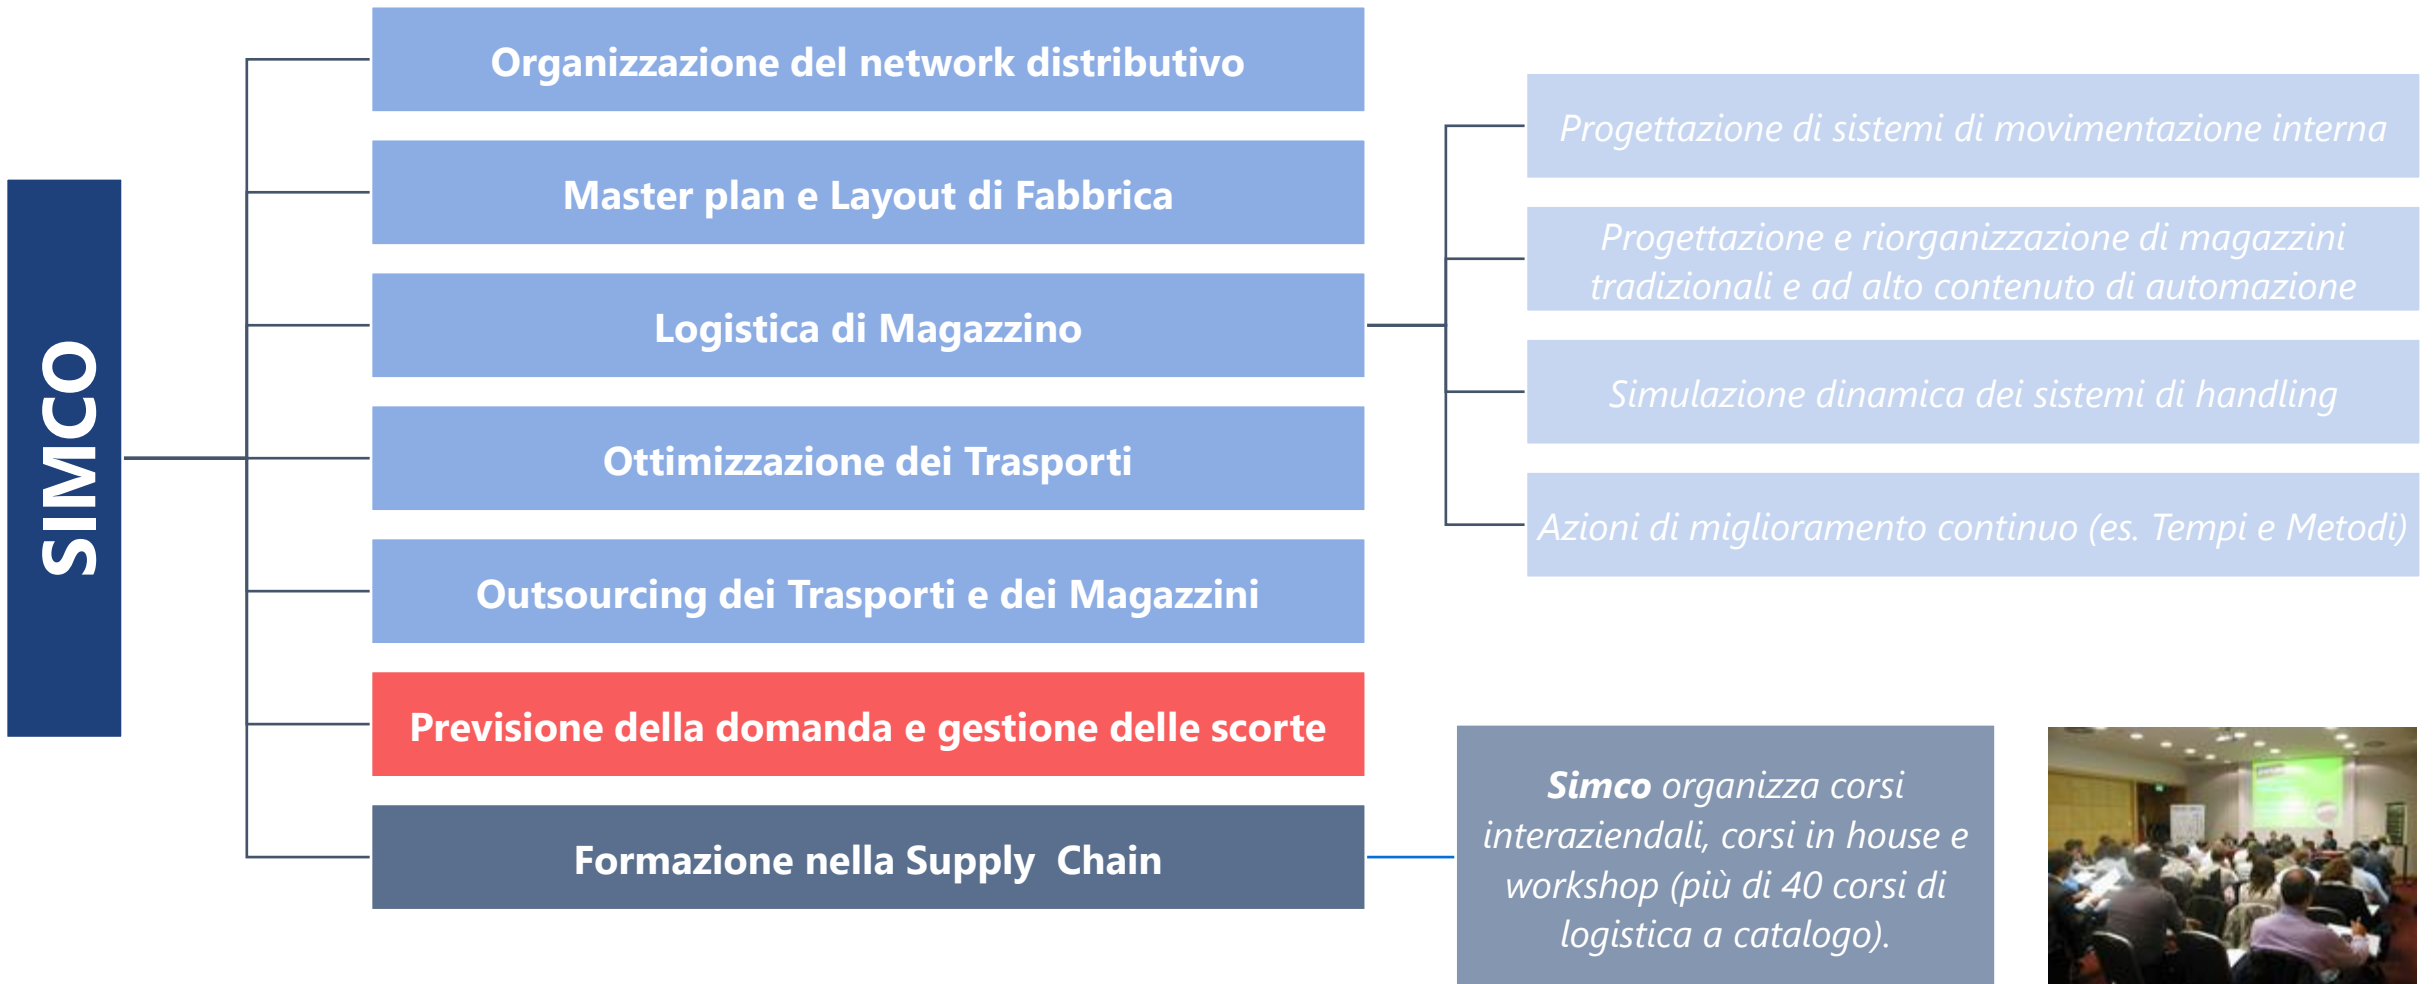 SIMCO
Organizzazione del network distributivo
Master plan e Layout di Fabbrica
Logistica di Magazzino
Ottimizzazione dei Trasporti
Outsourcing dei Trasporti e dei Magazzini
Previsione della domanda e gestione delle scorte
Formazione nella Supply  Chain
Progettazione di sistemi di movimentazione interna
Progettazione e riorganizzazione di magazzini
tradizionali e ad alto contenuto di automazione
Simulazione dinamica dei sistemi di handling
Azioni di miglioramento continuo (es. Tempi e Metodi)
Simco organizza corsi
interaziendali, corsi in house e
workshop (più di 40 corsi di
logistica a catalogo).